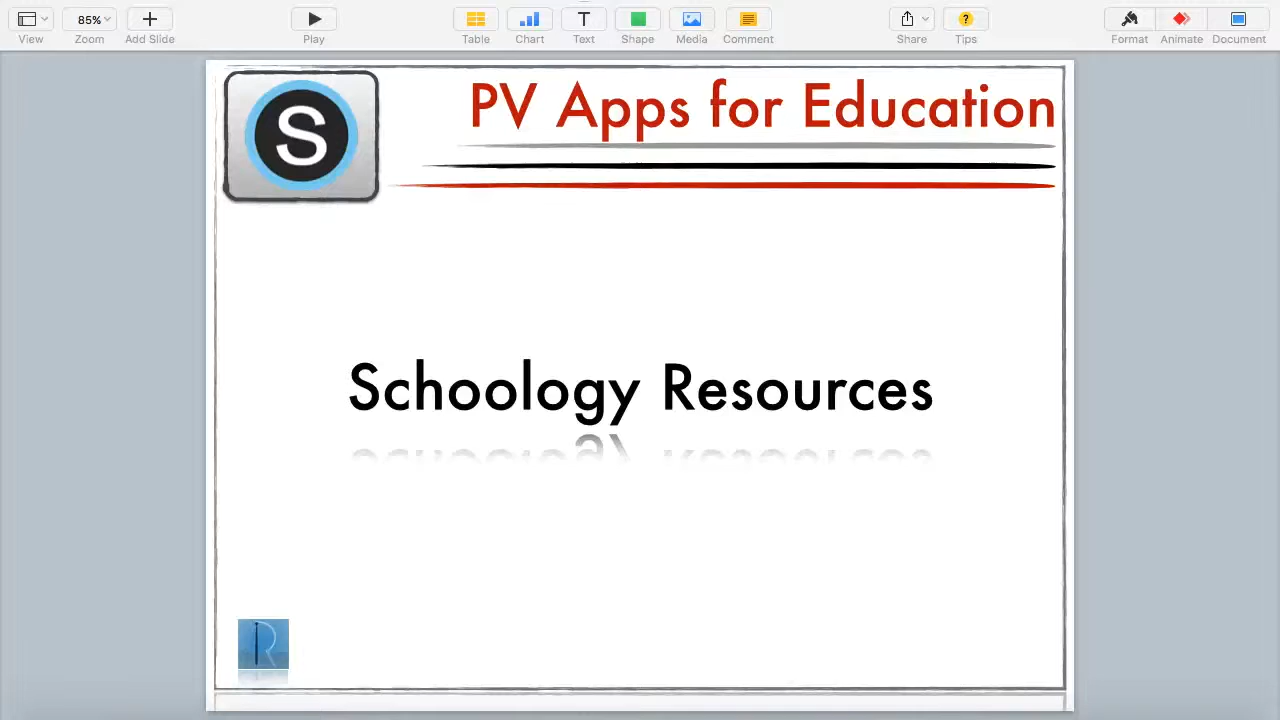 85%
View
Zoom
Add Slide
Play
Table
Chart
T
Text
Shape
Media
Comment
Share
?
Tips
Format
Animate
Document
S
PV Apps for Education
Schoology Resources
R